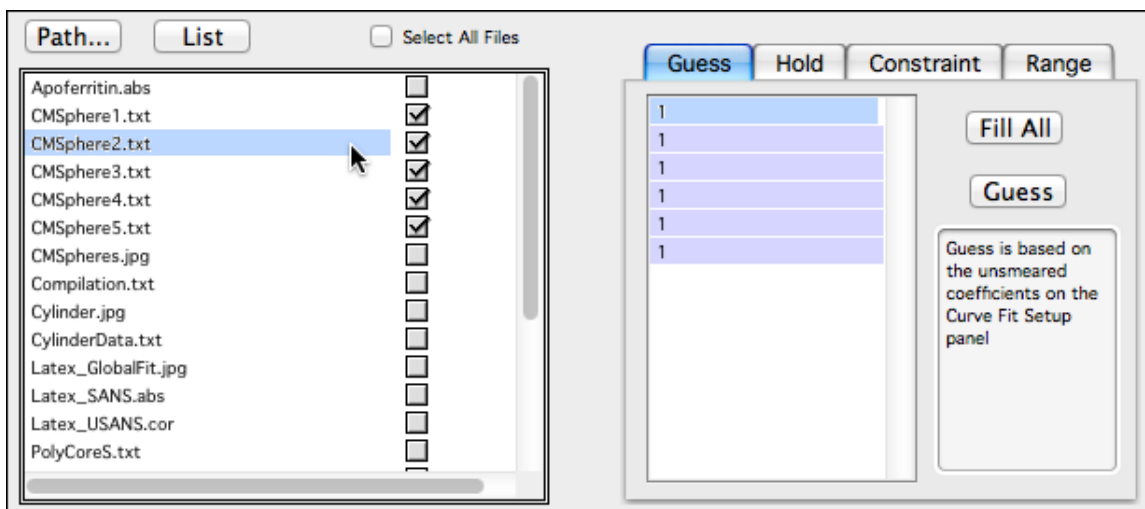 Path...
List
Select All Files
Apoferritin.abs
CMSphere1.txt
CMSphere2.txt
CMSphere3.txt
CMSphere4.txt
CMSphere5.txt
CMSpheres.jpg
Compilation.txt
Cylinder.jpg
CylinderData.txt
Latex_GlobalFit.jpg
Latex_SANS.abs
Latex_USANS.cor
PolyCoreS.txt
Guess
Hold
Constraint
Range
1
1
1
1
1
1
Fill All
Guess
Guess is based on
the unsmeared
coefficients on the
Curve Fit Setup
panel